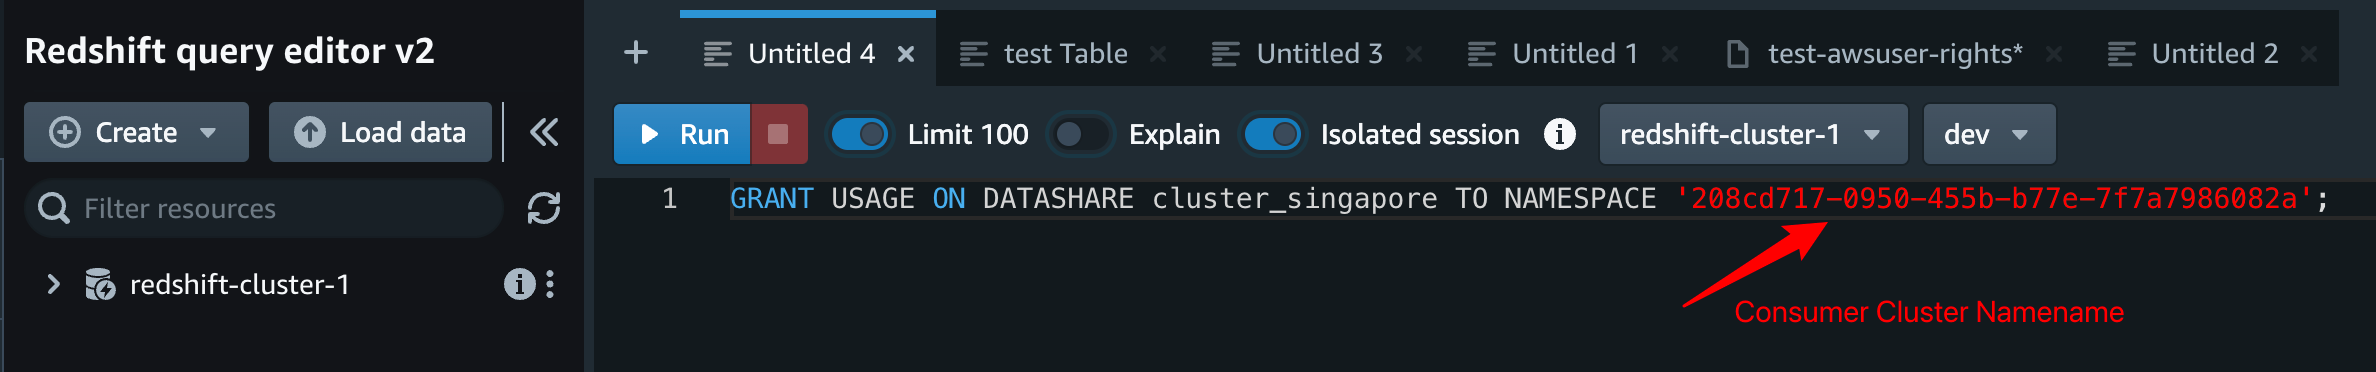 Redshift query editor v2
Create
Load data
Filter resources
redshift-cluster-1
Untitled 4
test Table
Untitled 3
Untitled 1
test-awsuser-rights*
Untitled 2
Run
Limit 100
Explain
Isolated session
redshift-cluster-1
dev
1
GRANT USAGE ON DATASHARE cluster_singapore TO NAMESPACE '208cd717-0950-455b-b77e-7f7a7986082a';
Consumer Cluster Namename